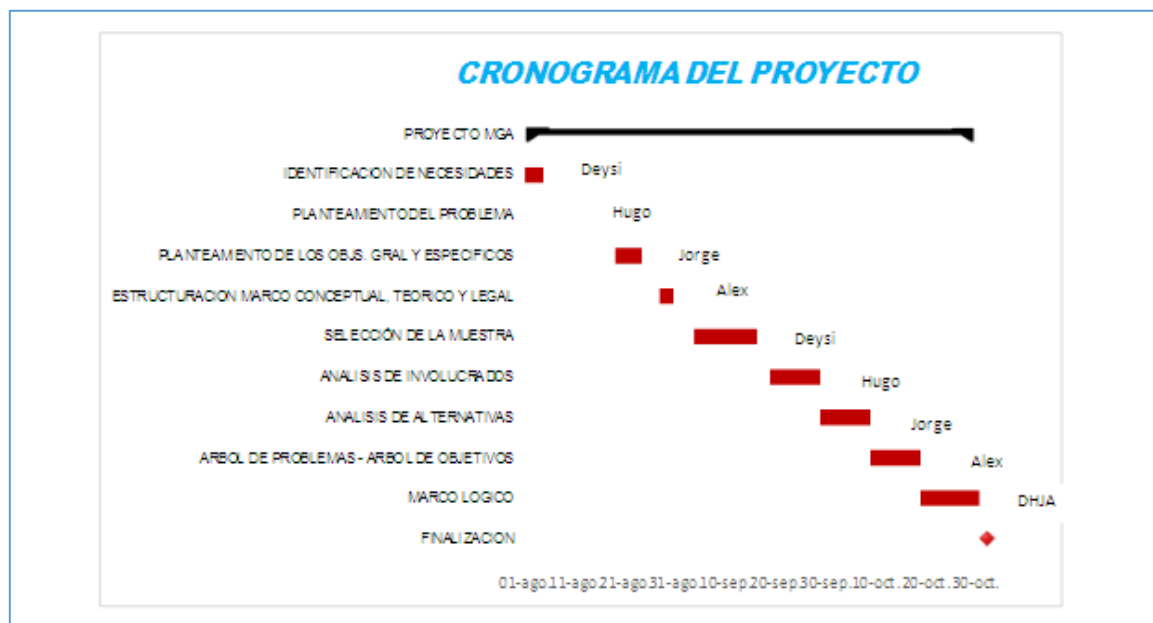 CRONOGRAMA DEL PROYECTO
PROYECTO MGA
IDENTIFICACION DE NECESIDADES Deysi
PLANTEAMIENTO DEL PROBLEMA Hugo
PLANTEAMIENTO DE LOS OBJS. GRAL Y ESPECIFICOS Jorge
ESTRUCTURACION MARCO CONCEPTUAL, TEORICO Y LEGAL Alex
SELECCIÓN DE LA MUESTRA Deysi
ANALISIS DE INVOLUCRADOS Hugo
ANALISIS DE ALTERNATIVAS Jorge
ARBOL DE PROBLEMAS - ARBOL DE OBJETIVOS Alex
MARCO LOGICO DHJA
FINALIZACION
01-ago. 11-ago. 21-ago. 31-ago. 10-sep. 20-sep. 30-sep. 10-oct. 20-oct. 30-oct.